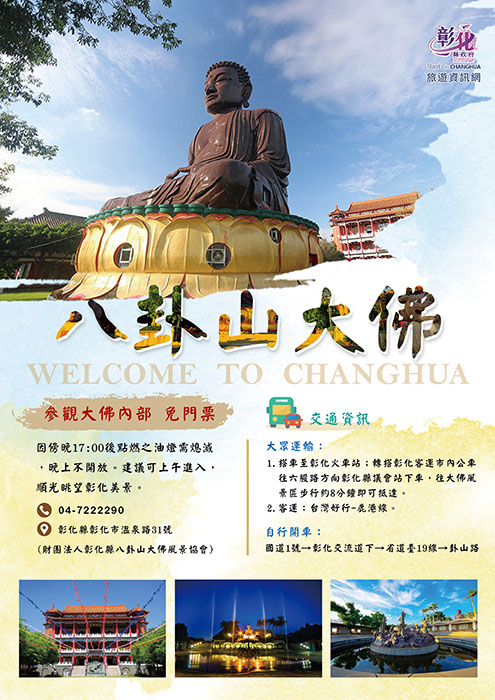 彰化
縣政府
TRAVEL in CHANGHUA
旅遊資訊網
八卦山大佛
WELCOME TO CHANGHUA
參觀大佛內部 免門票
因傍晚17:00後點燃之油燈需熄滅
，晚上不開放。建議可上午進入，
順光眺望彰化美景。
04-7222290
彰化縣彰化市溫泉路31號
(財團法人彰化縣八卦山大佛風景協會)
交通資訊
大眾運輸：
1.搭車至彰化火車站；轉搭彰化客運市內公車
往六股路方向彰化縣議會站下車，往大佛風
景區步行約8分鐘即可抵達。
2.客運：台灣好行-鹿港線。
自行開車：
國道1號→彰化交流道下→省道臺19線→卦山路